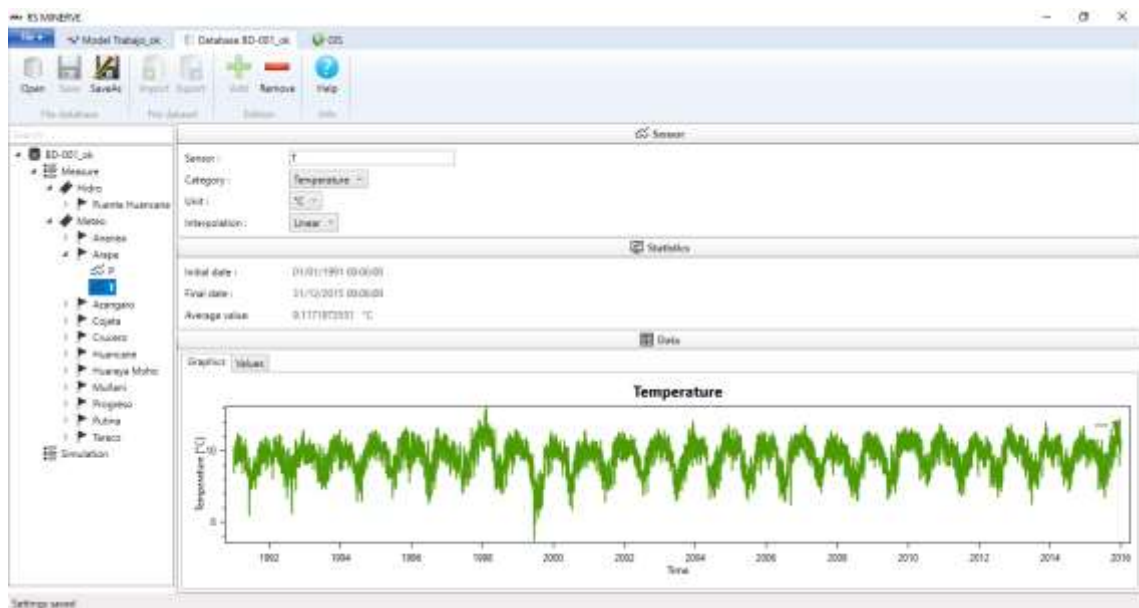 RS MINERVE
File
Model Trabajo_ok
Database BD-001_ok
GIS
Open
Save
SaveAs
Import
Export
Add
Remove
Help
File database
File dataset
Edition
Info
Search
Sensor
BD-001_ok
Measure
Hidro
Puente Huancane
Meteo
Ananea
Arapa
P
T
Azangaro
Cojata
Crucero
Huancane
Huaraya Moho
Muñani
Progreso
Putina
Taraco
Simulation
Sensor :
T
Category :
Temperature
Unit :
°C
Interpolation :
Linear
Statistics
Initial date :
01/01/1991 00:00:00
Final date :
31/12/2015 00:00:00
Average value
°C
Data
Graphics
Values
Temperature
Temperature [°C]
10
0
1992
1994
1996
1998
2000
2002
2004
2006
2008
2010
2012
2014
2016
Time
Settings saved